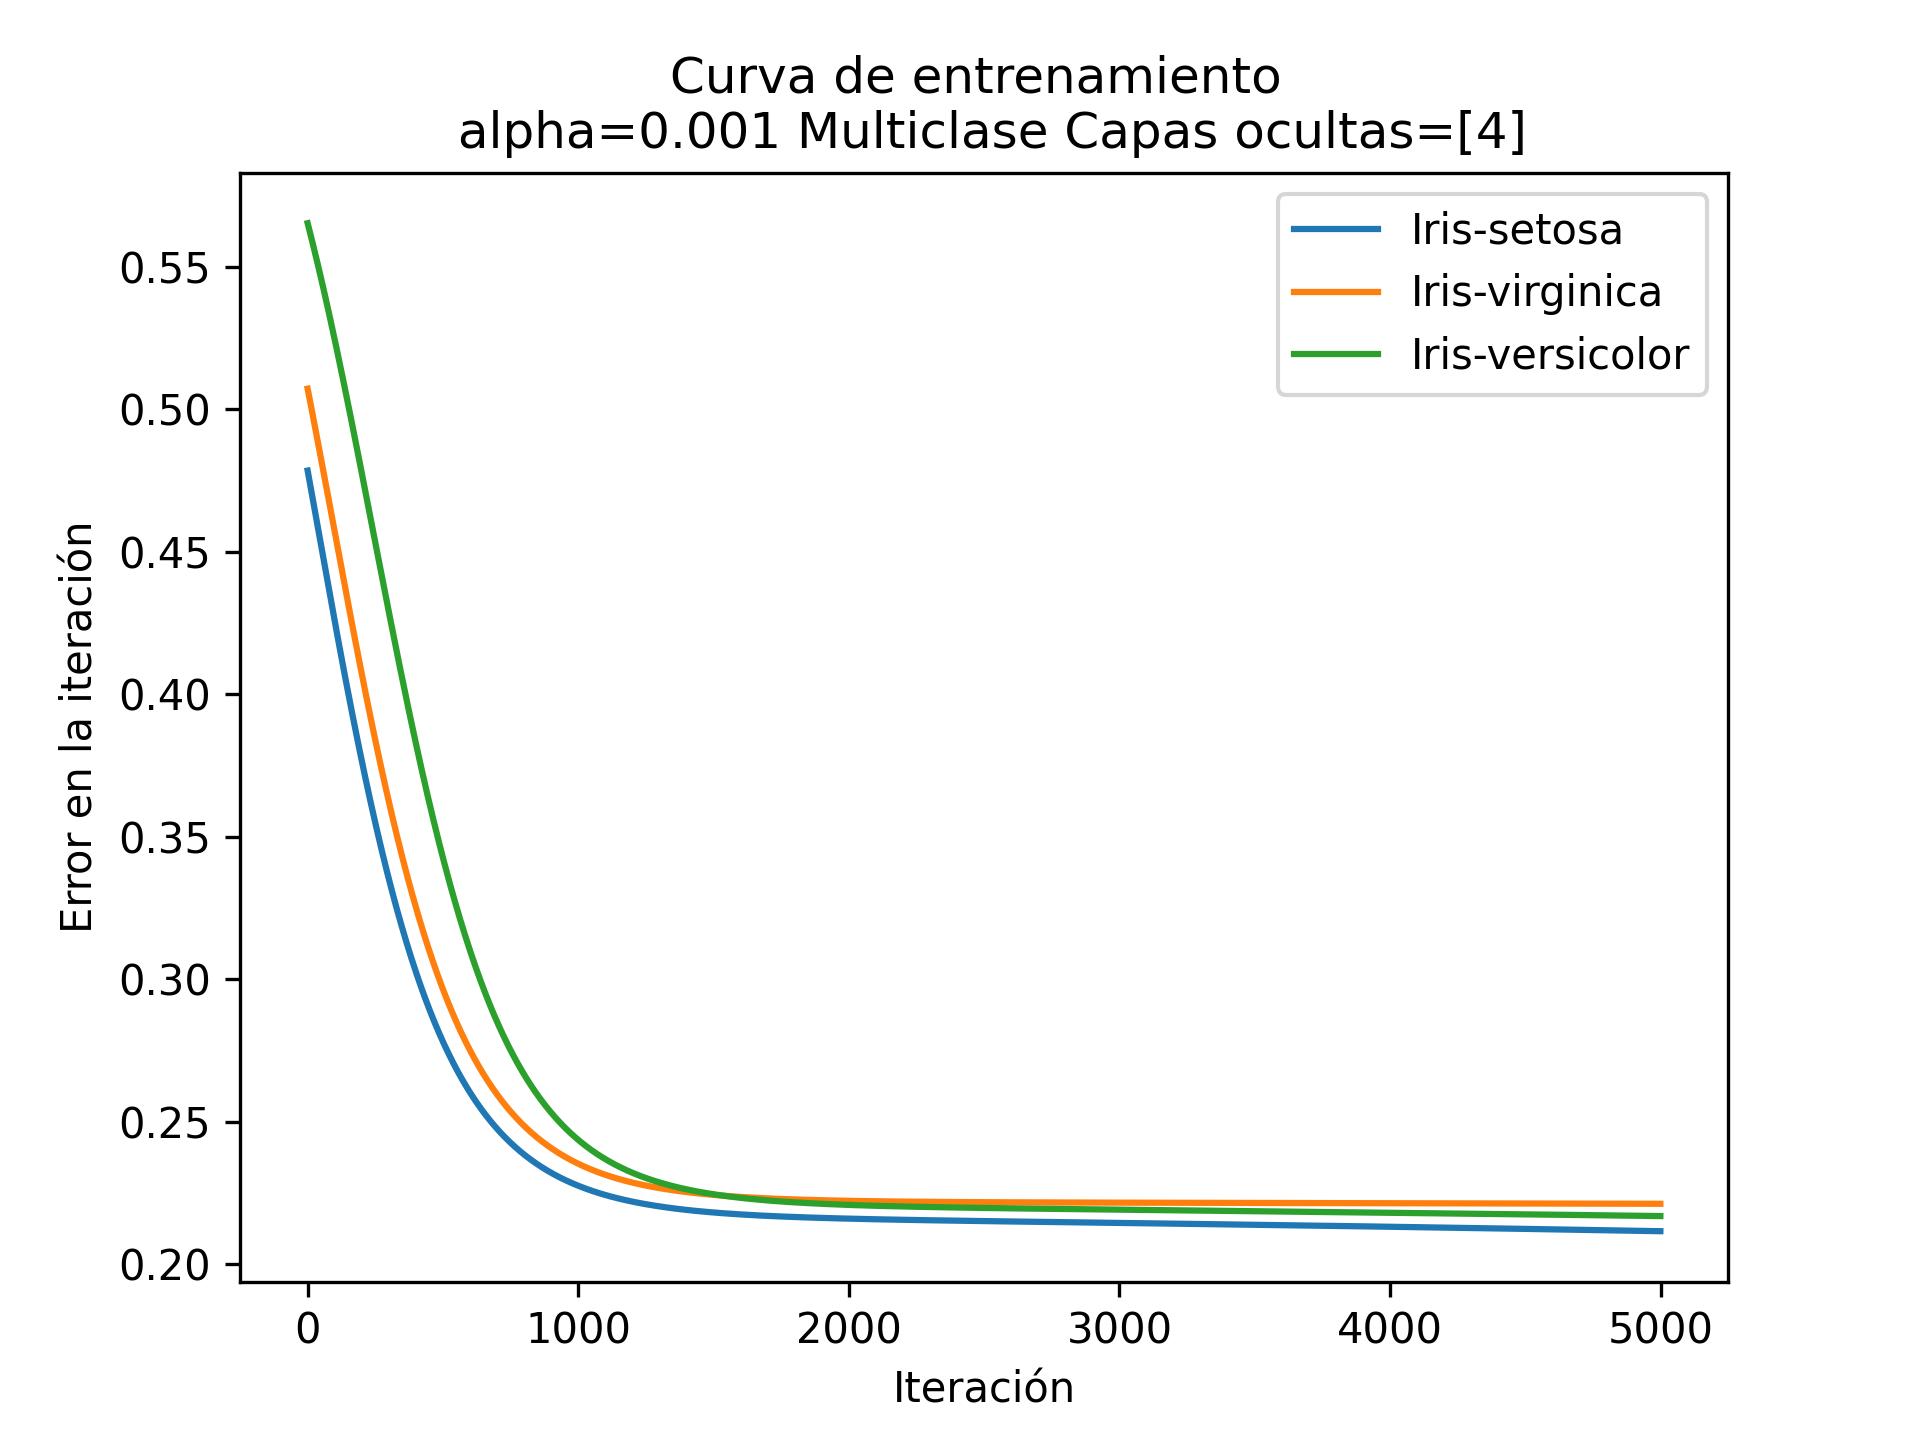 Curva de entrenamiento
alpha=0.001 Multiclase Capas ocultas=[4]
Iris-setosa
Iris-virginica
Iris-versicolor
Error en la iteración
0.55
0.50
0.45
0.40
0.35
0.30
0.25
0.20
0 1000 2000 3000 4000 5000
Iteración